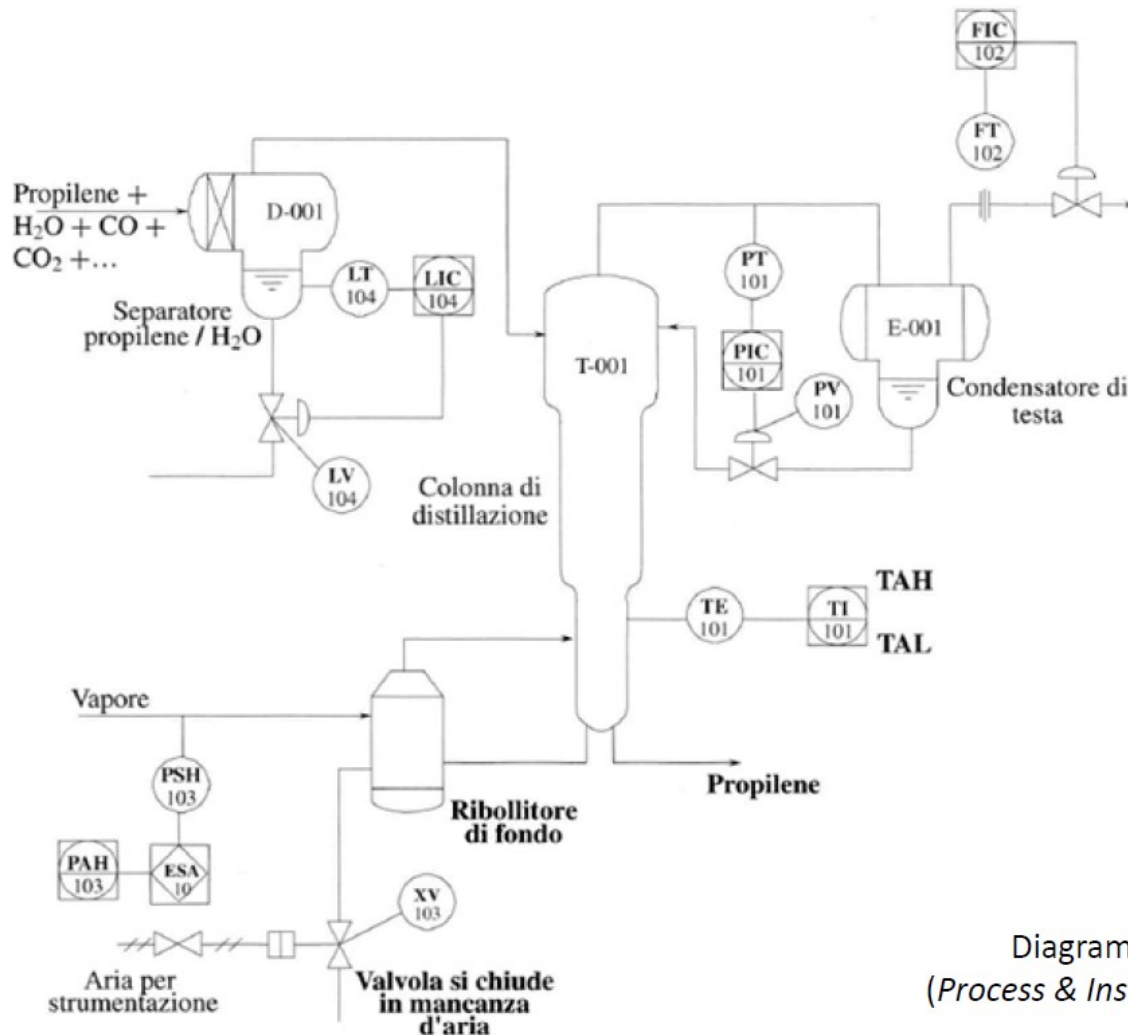 FIC
102
FT
102
Propilene +
H₂O + CO +
CO₂ +...
D-001
LT
104
LIC
104
Separatore
propilene / H₂O
LV
104
PT
101
PIC
101
PV
101
E-001
Condensatore di
testa
T-001
Colonna di
distillazione
TE
101
TI
101
TAH
TAL
Vapore
PSH
103
PAH
103
ESA
10
Ribollitore
di fondo
Propilene
XV
103
Aria per
strumentazione
Valvola si chiude
in mancanza
d'aria
Diagram
(Process & Ins